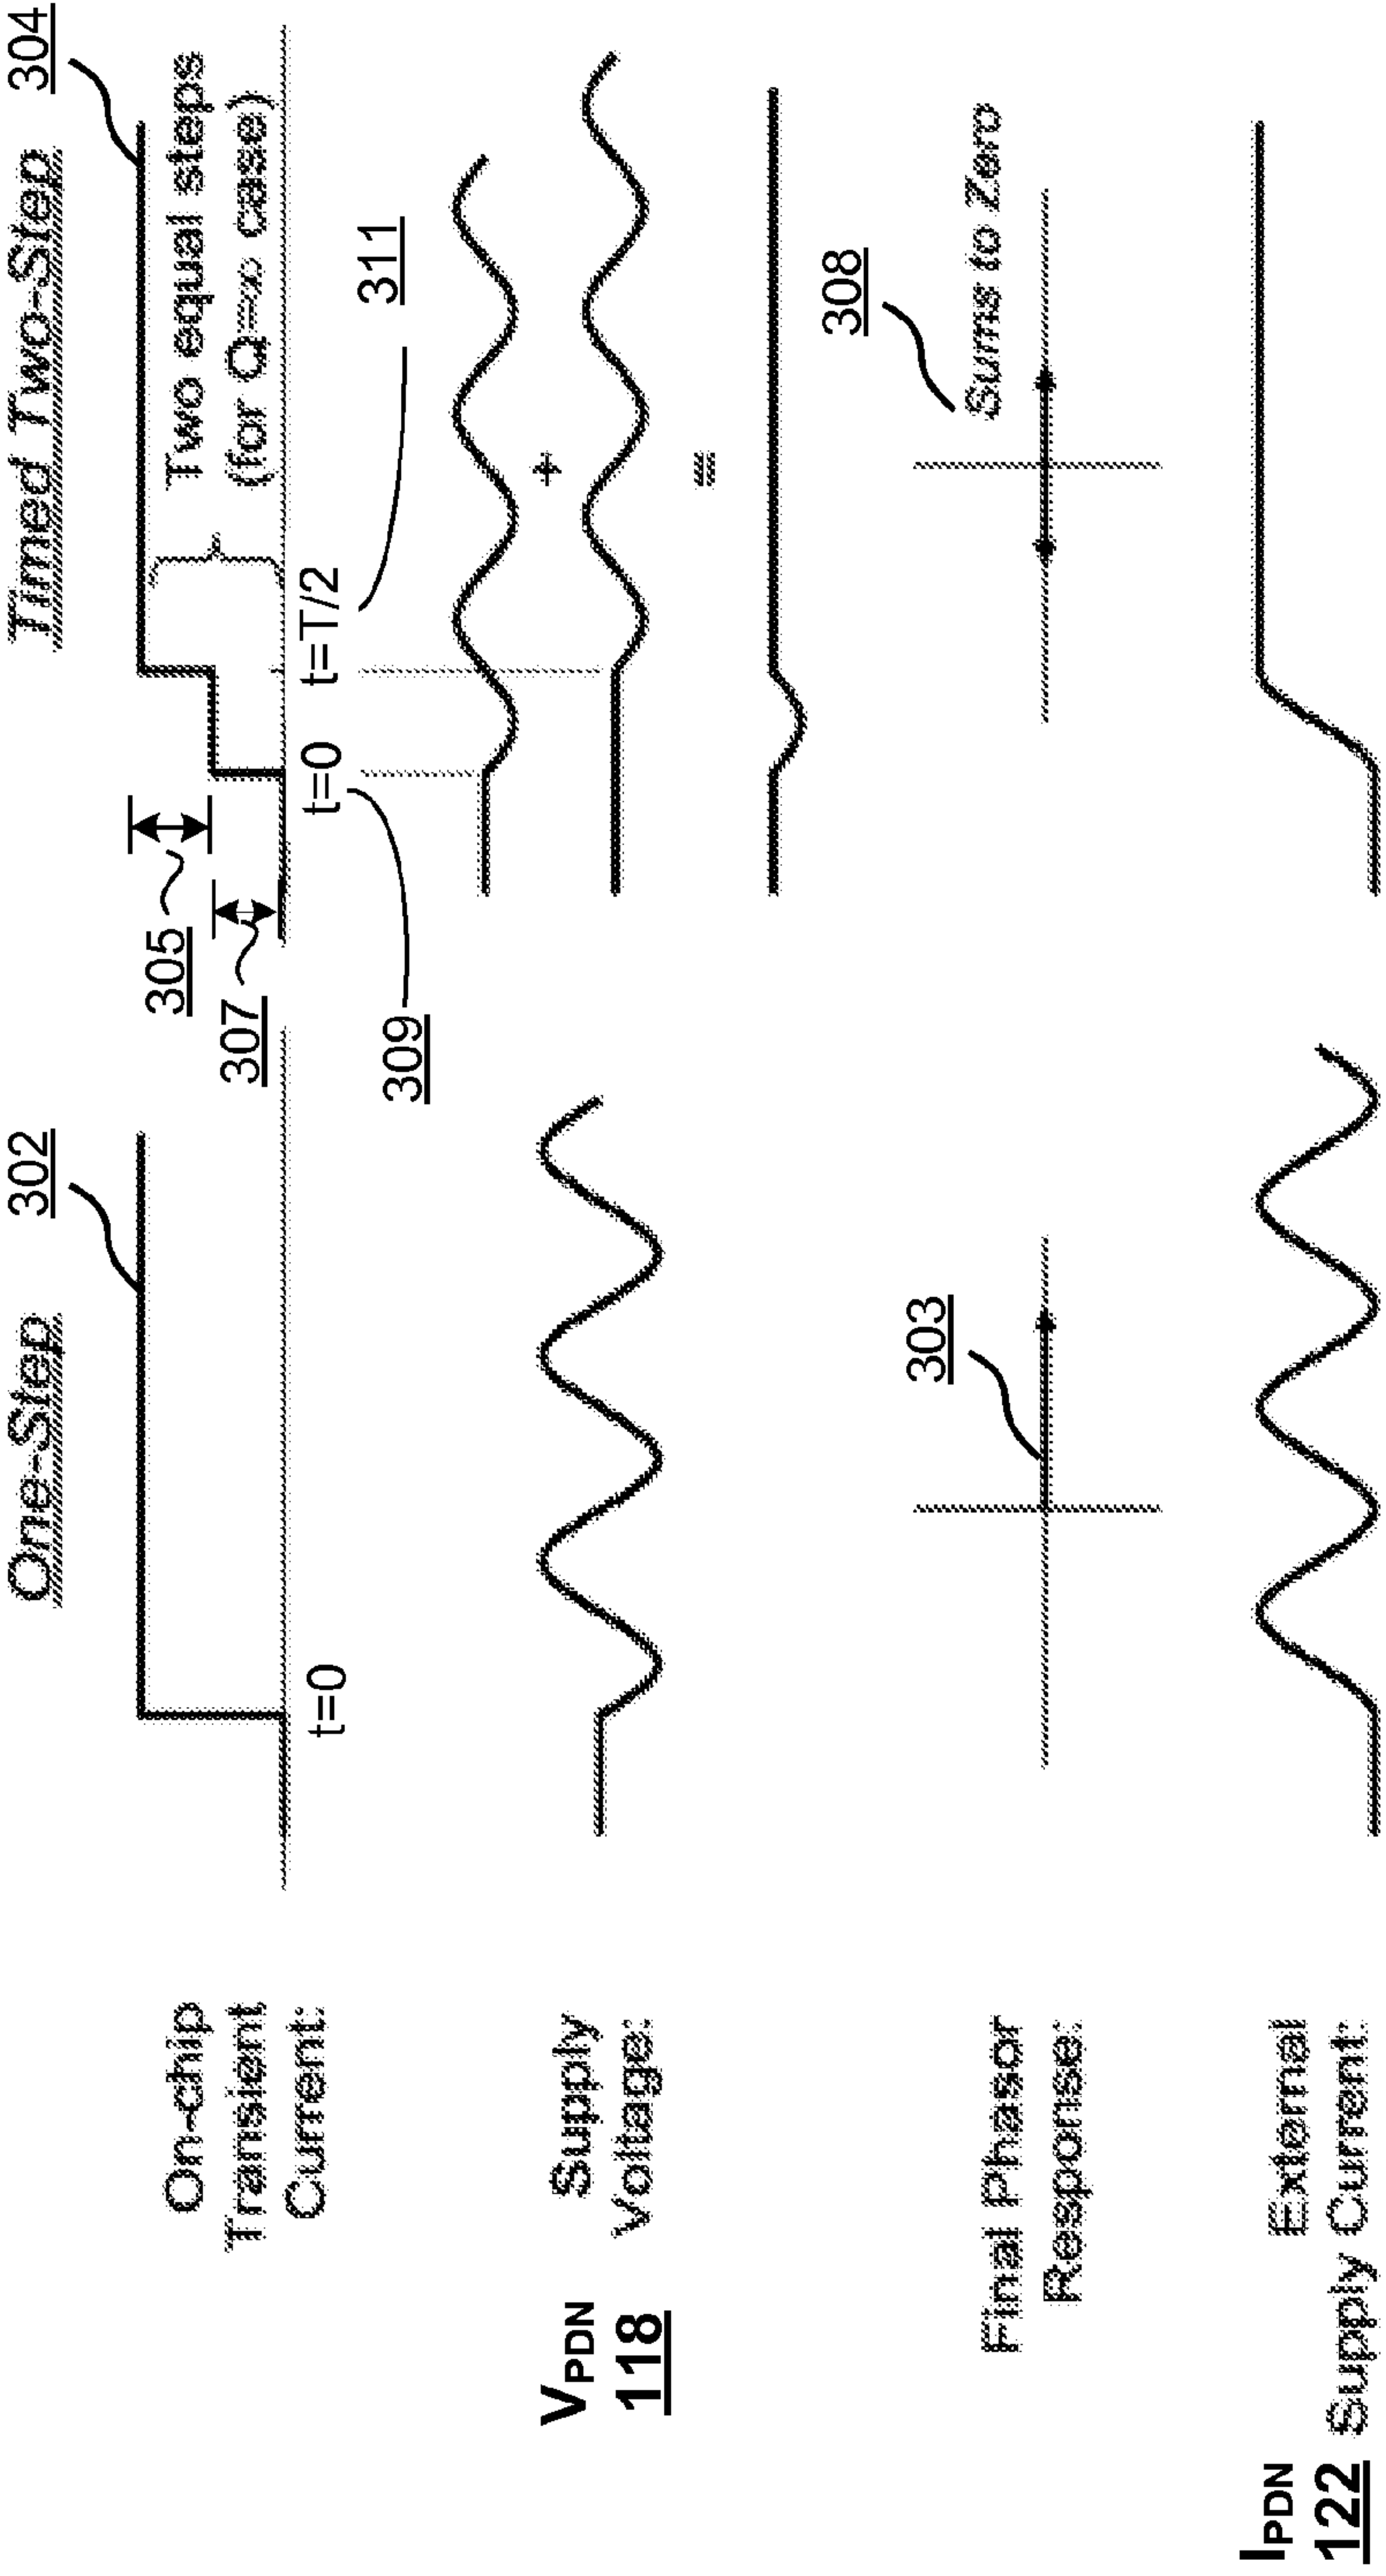 One-Step
Timed Two-Step
302
304
On-chip
Transient
Current:
t=0
305
307
Two equal steps
(for Q=∞ case)
t=0
t=T/2
309
311
V PDN
118
Supply
Voltage:
+
=
Final Phasor
Response:
303
308
Sums to Zero
I PDN
122
External
Supply Current: